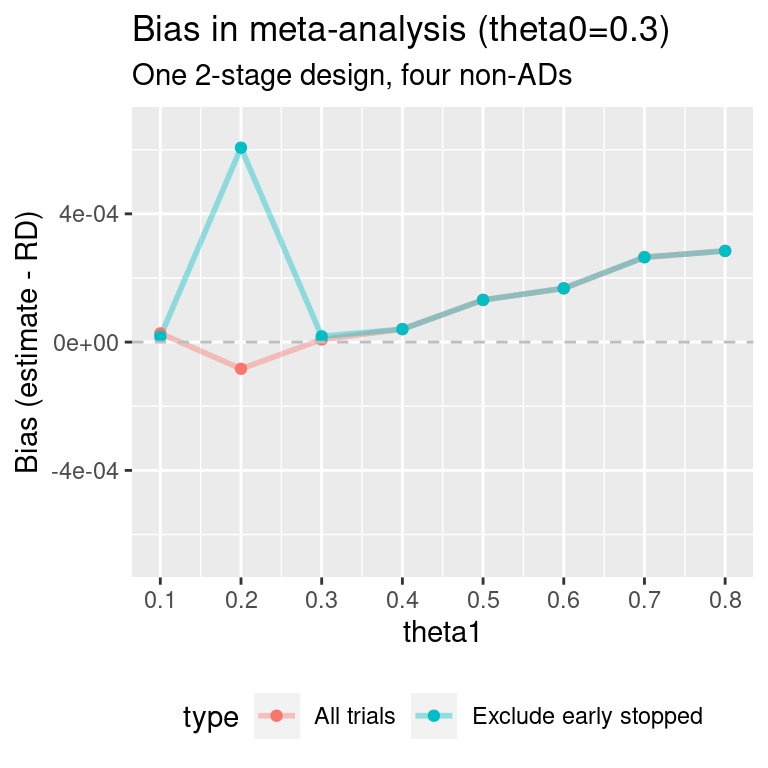 Bias in meta-analysis (theta0=0.3)
One 2-stage design, four non-ADs
Bias (estimate - RD)
4e-04
0e+00
-4e-04
0.1 0.2 0.3 0.4 0.5 0.6 0.7 0.8
theta1
type All trials Exclude early stopped